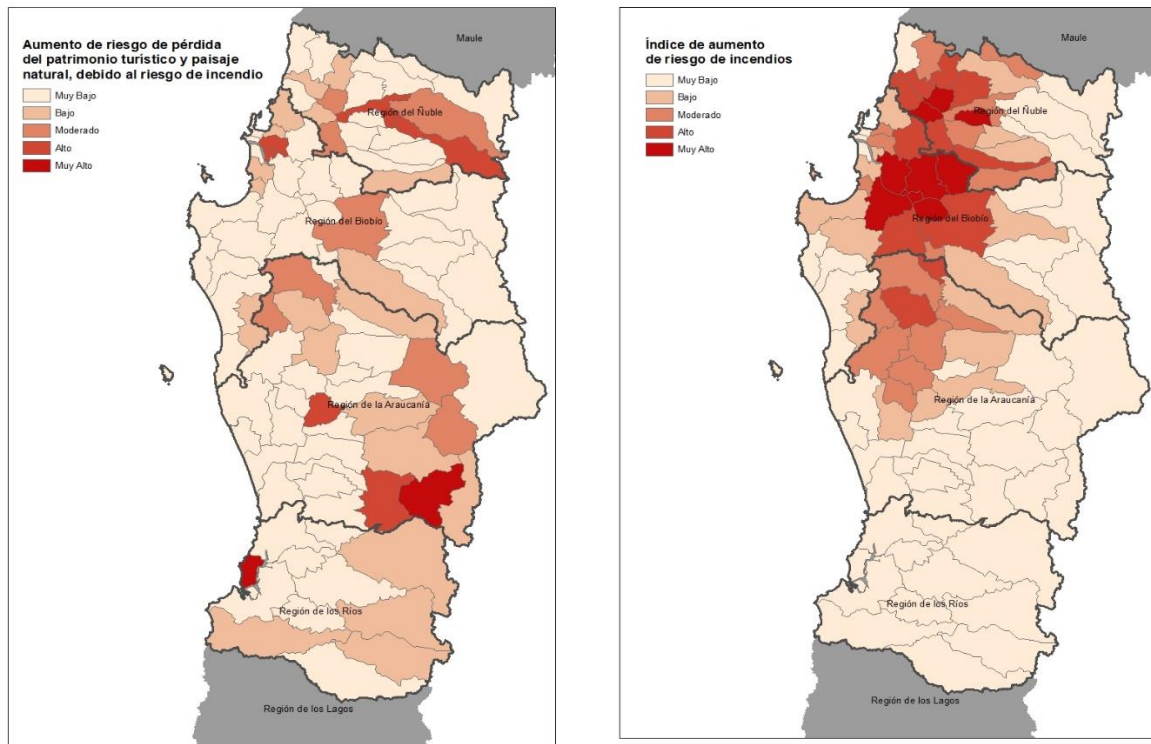 Aumento de riesgo de pérdida
del patrimonio turístico y paisaje
natural, debido al riesgo de incendio
Muy Bajo
Bajo
Moderado
Alto
Muy Alto
Maule
Región del Ñuble
Región del Biobío
Región de la Araucanía
Región de los Ríos
Región de los Lagos
Índice de aumento
de riesgo de incendios
Muy Bajo
Bajo
Moderado
Alto
Muy Alto
Maule
Región del Ñuble
Región del Biobío
Región de la Araucanía
Región de los Ríos
Región de los Lagos